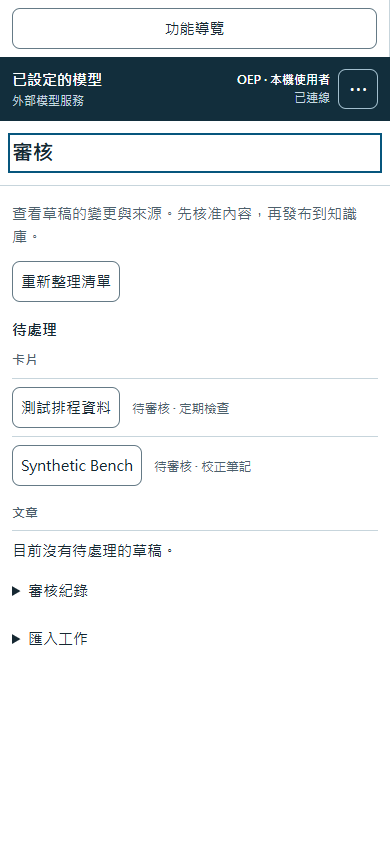 功能導覽
已設定的模型
外部模型服務
OEP · 本機使用者
已連線
···
審核
查看草稿的變更與來源。先核准內容，再發布到知識
庫。
重新整理清單
待處理
卡片
測試排程資料 待審核 · 定期檢查
Synthetic Bench 待審核 · 校正筆記
文章
目前沒有待處理的草稿。
▶ 審核紀錄
▶ 匯入工作